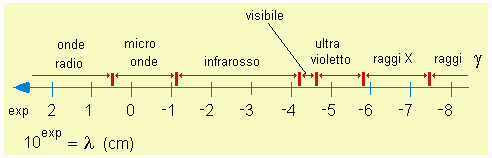 visibile
onde radio
micro onde
infrarosso
ultra violetto
raggi X
raggi γ
exp 2 1 0 -1 -2 -3 -4 -5 -6 -7 -8
10^exp = λ (cm)